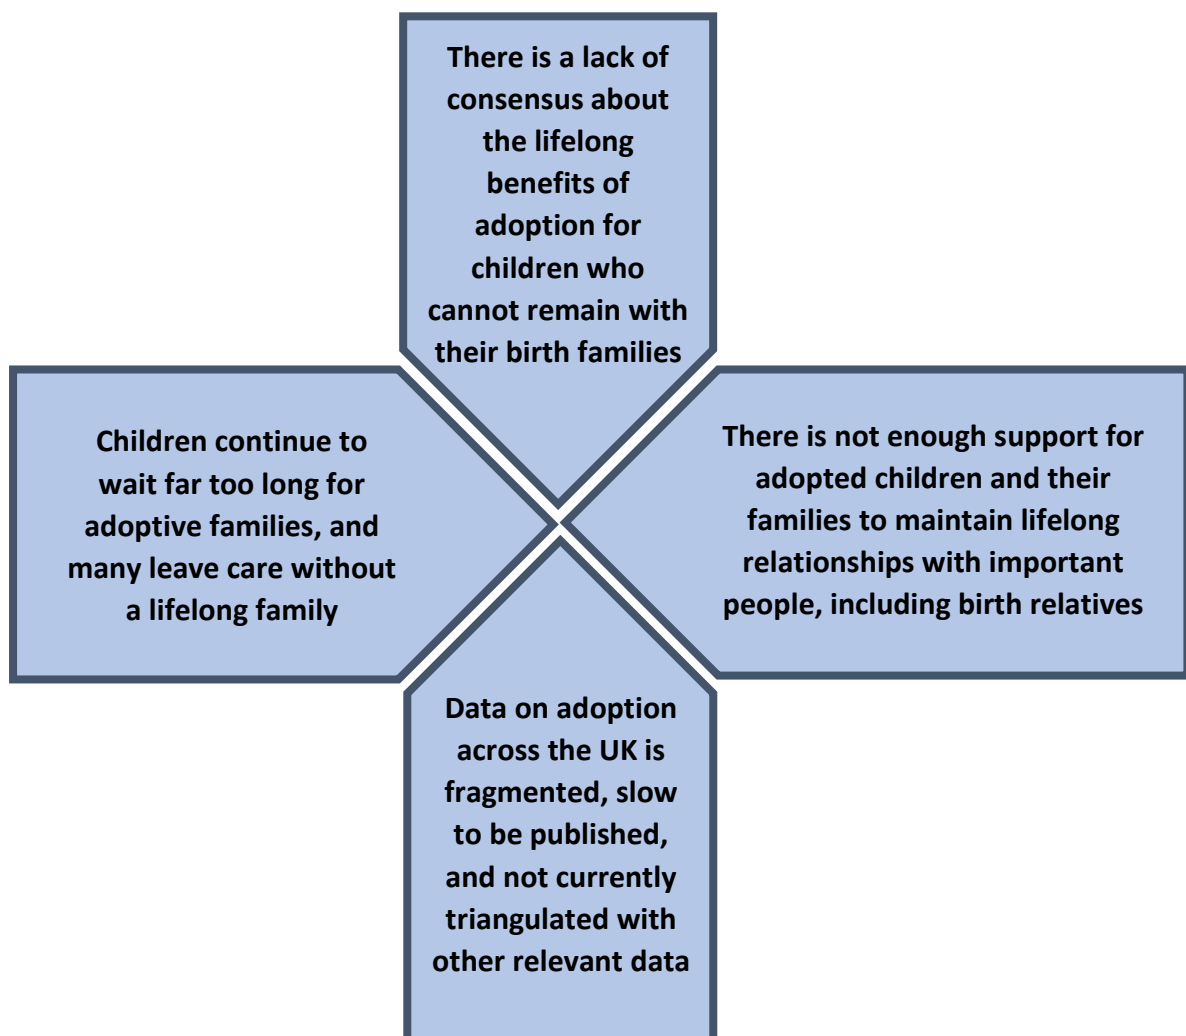 There is a lack of
consensus about
the lifelong
benefits of
adoption for
children who
cannot remain with
their birth families
Children continue to
wait far too long for
adoptive families, and
many leave care without
a lifelong family
There is not enough support for
adopted children and their
families to maintain lifelong
relationships with important
people, including birth relatives
Data on adoption
across the UK is
fragmented, slow
to be published,
and not currently
triangulated with
other relevant data